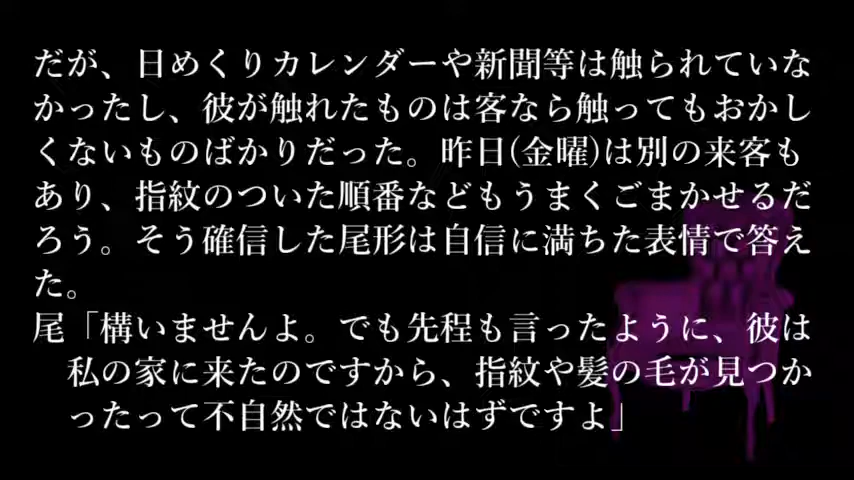 だが、日めくりカレンダーや新聞等は触られていな
かったし、彼が触れたものは客なら触ってもおかし
くないものばかりだった。昨日(金曜)は別の来客も
あり、指紋のついた順番などもうまくごまかせるだ
ろう。そう確信した尾形は自信に満ちた表情で答え
た。
尾「構いませんよ。でも先程も言ったように、彼は
私の家に来たのですから、指紋や髪の毛が見つか
ったって不自然ではないはずですよ」